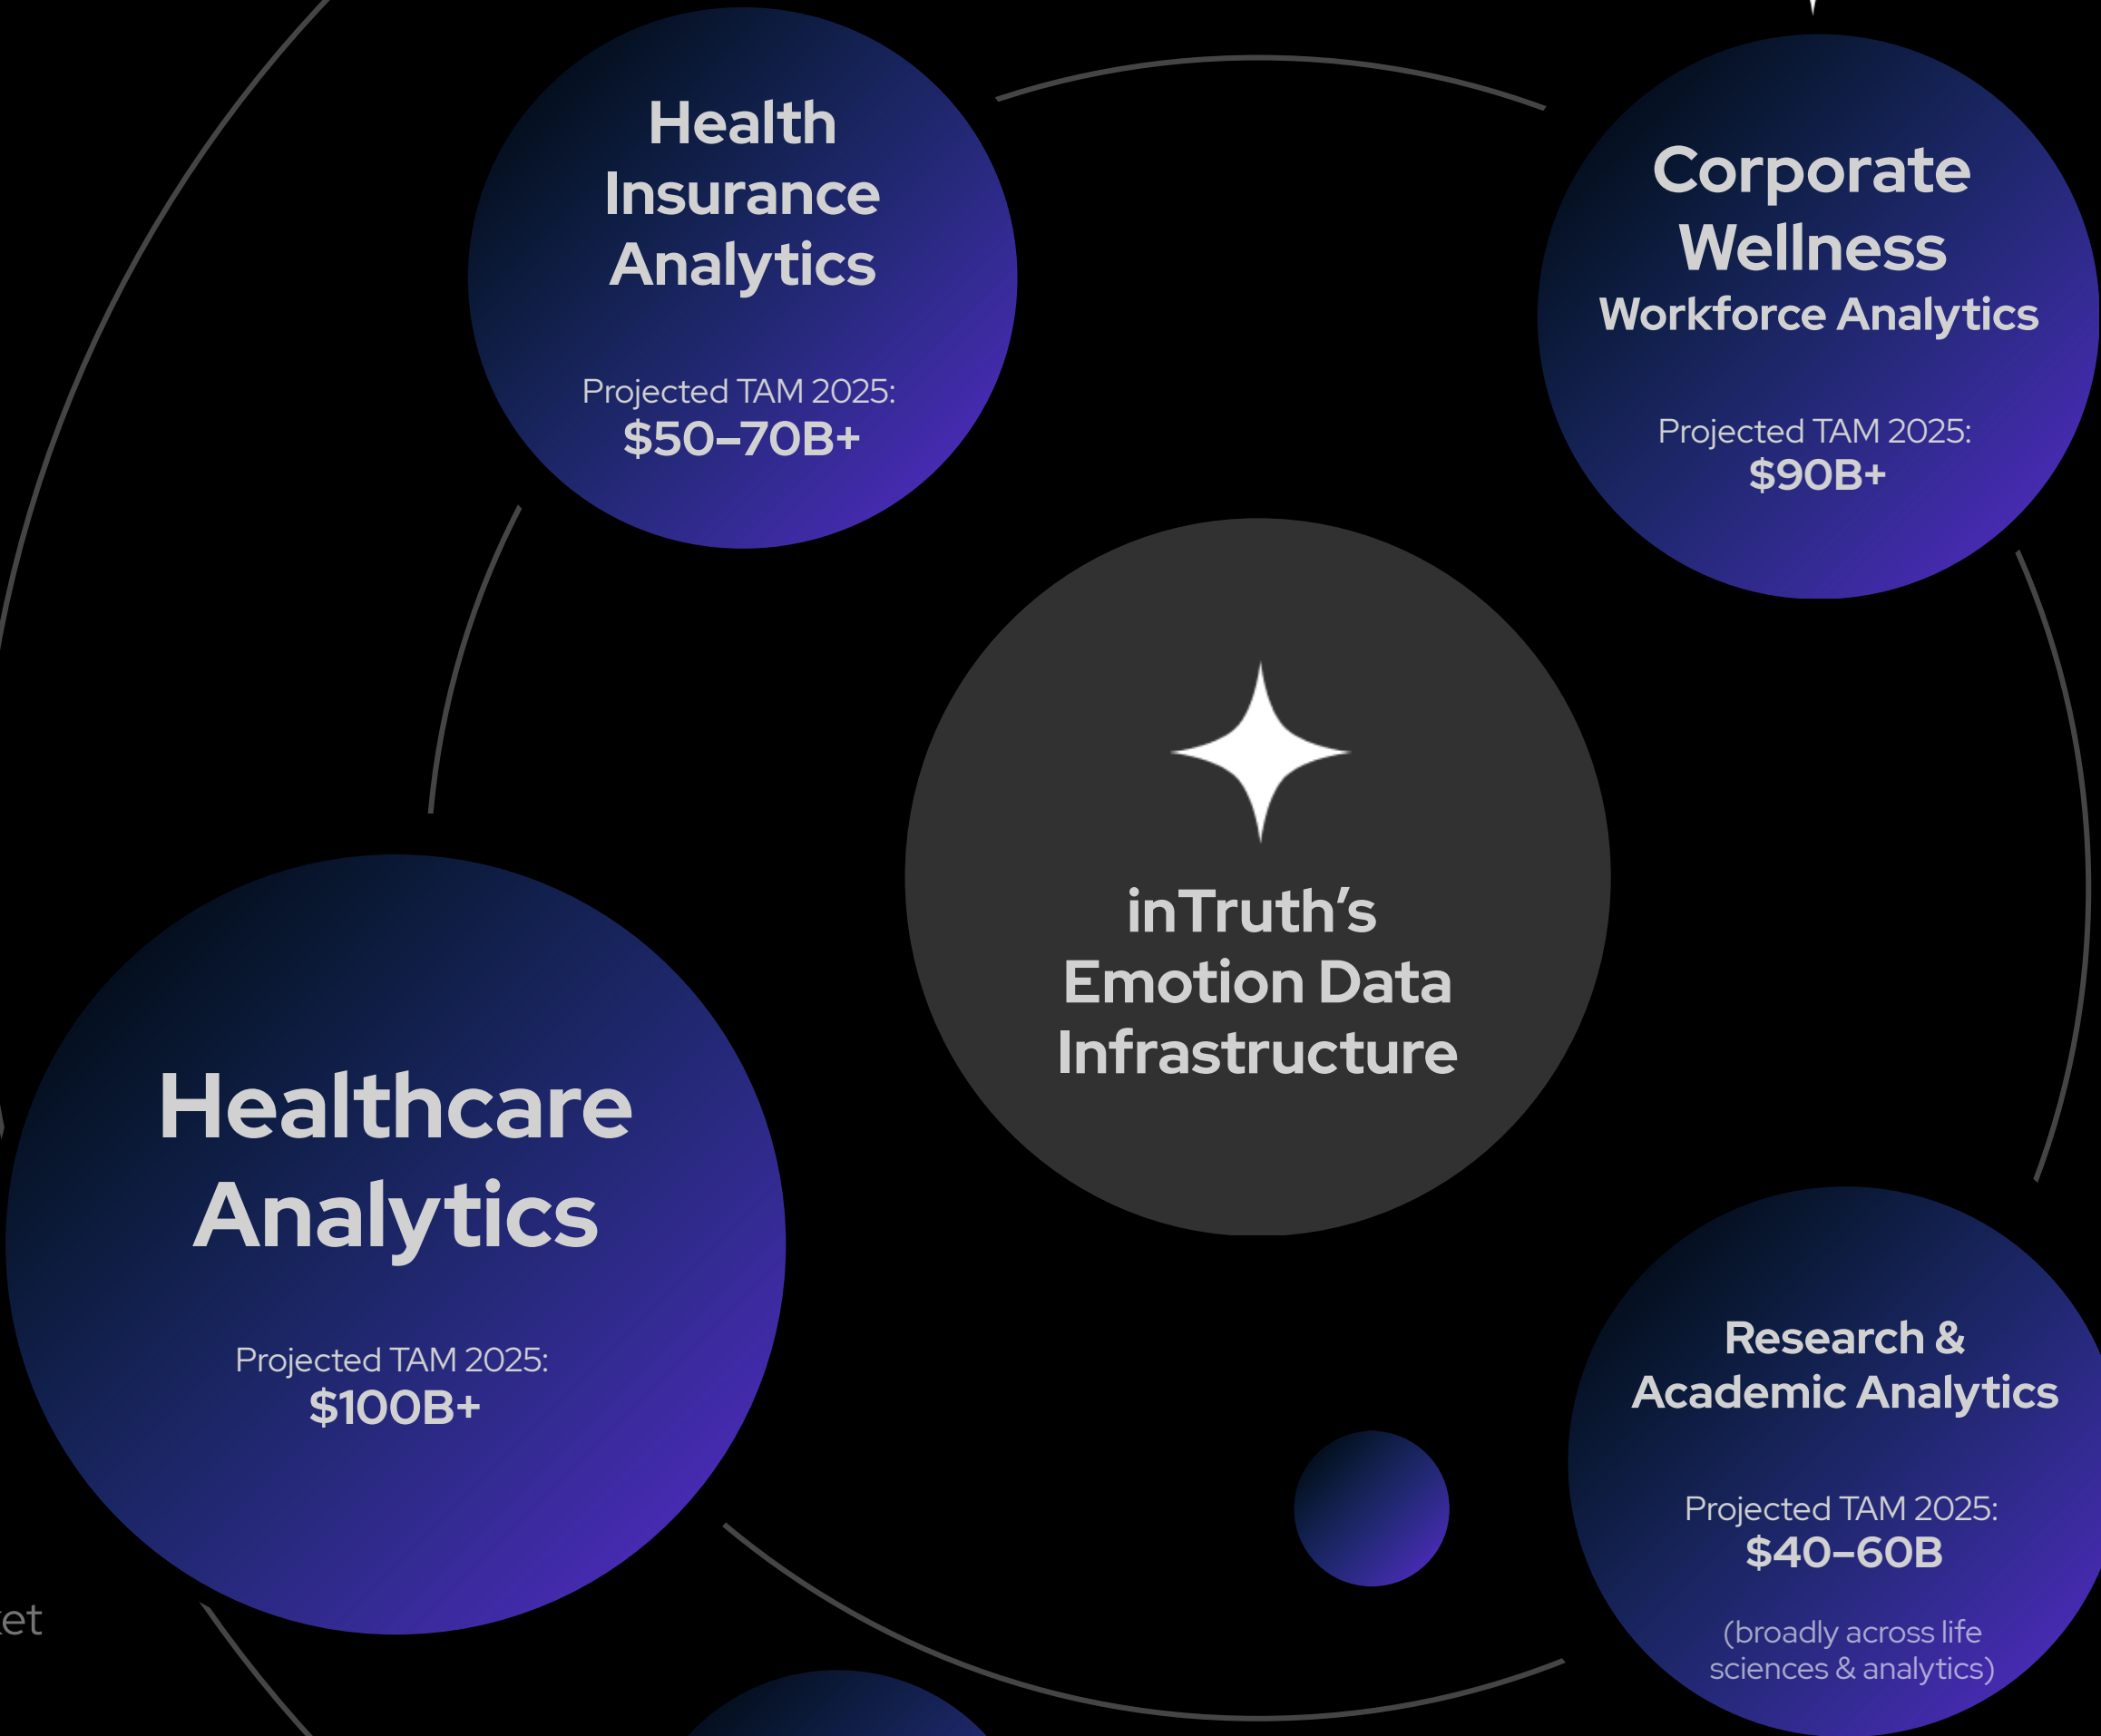 Health
Insurance
Analytics
Projected TAM 2025:
$50–70B+
Corporate
Wellness
Workforce Analytics
Projected TAM 2025:
$90B+
inTruth’s
Emotion Data
Infrastructure
Healthcare
Analytics
Projected TAM 2025:
$100B+
Research &
Academic Analytics
Projected TAM 2025:
$40–60B
(broadly across life
sciences & analytics)